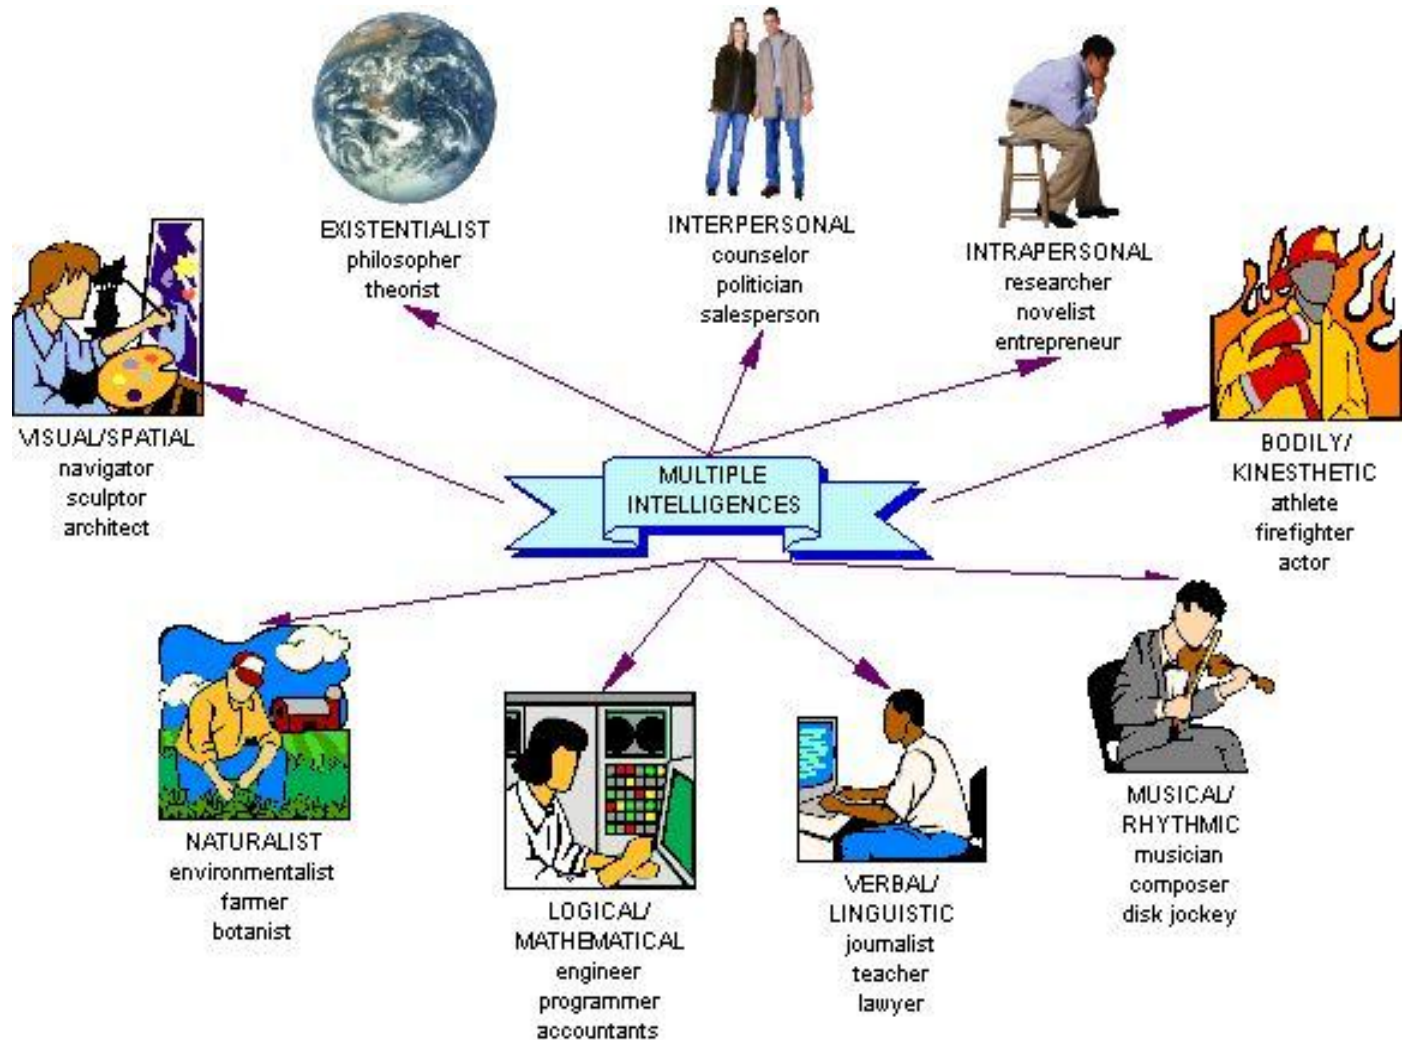 EXISTENTIALIST
philosopher
theorist
INTERPERSONAL
counselor
politician
salesperson
INTRAPERSONAL
researcher
novelist
entrepreneur
VISUAL/SPATIAL
navigator
sculptor
architect
MULTIPLE
INTELLIGENCES
BODILY/
KINESTHETIC
athlete
firefighter
actor
NATURALIST
environmentalist
farmer
botanist
LOGICAL/
MATHEMATICAL
engineer
programmer
accountants
VERBAL/
LINGUISTIC
journalist
teacher
lawyer
MUSICAL/
RHYTHMIC
musician
composer
disk jockey